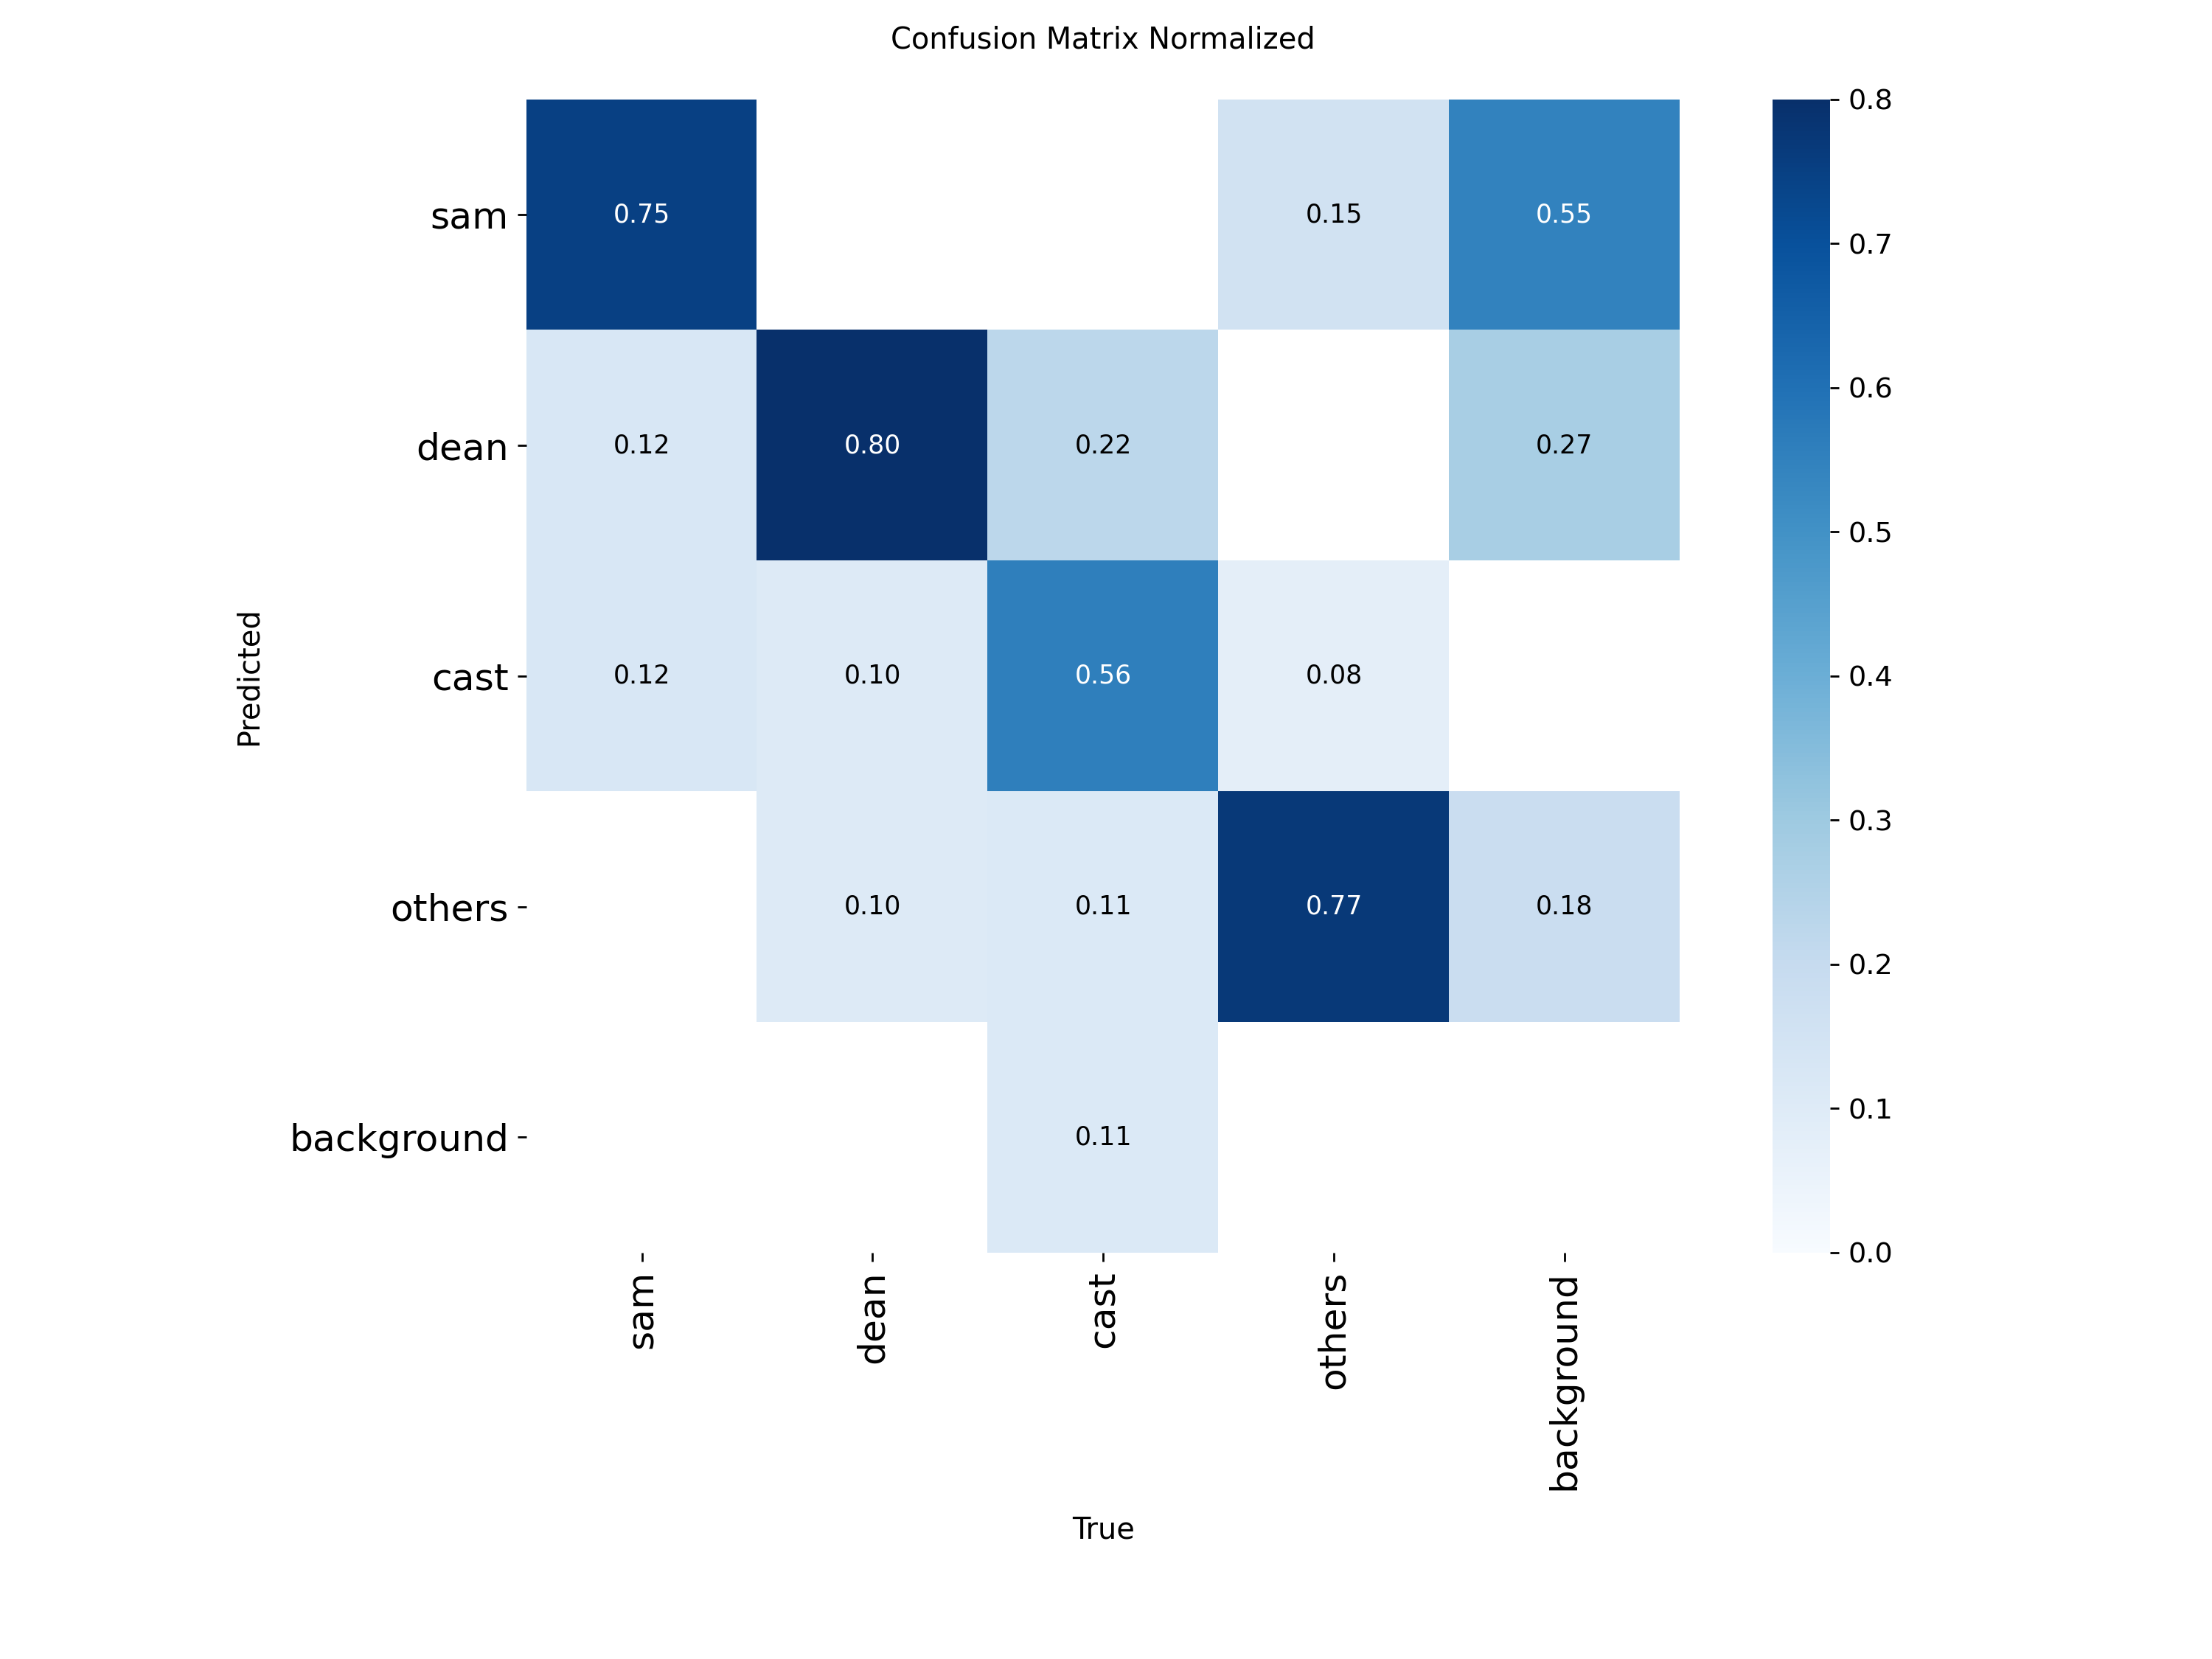 Confusion Matrix Normalized
sam
0.75
0.15
0.55
dean
0.12
0.80
0.22
0.27
cast
0.12
0.10
0.56
0.08
others
0.10
0.11
0.77
0.18
background
0.11
Predicted
sam
dean
cast
others
background
True
0.8
0.7
0.6
0.5
0.4
0.3
0.2
0.1
0.0